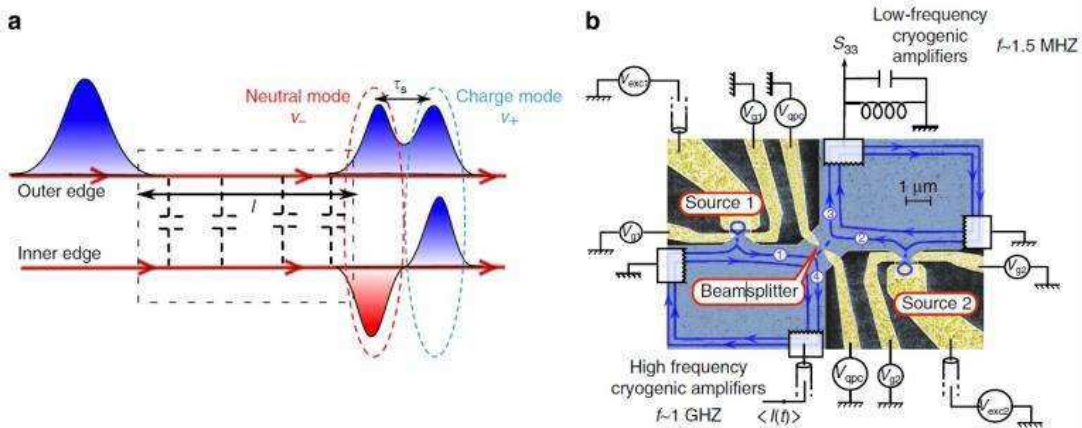 a
Neutral mode
v₋
τs
Charge mode
v₊
Outer edge
l
Inner edge
b
Low-frequency
cryogenic
amplifiers
f~1.5 MHZ
S33
Vexc1
Vg1
Vqpc
1 µm
Source 1
3
2
Vg1
1
4
Vg2
Beamsplitter
Source 2
High frequency
cryogenic amplifiers
f~1 GHZ
<I(t)>
Vqpc
Vg2
Vexc2